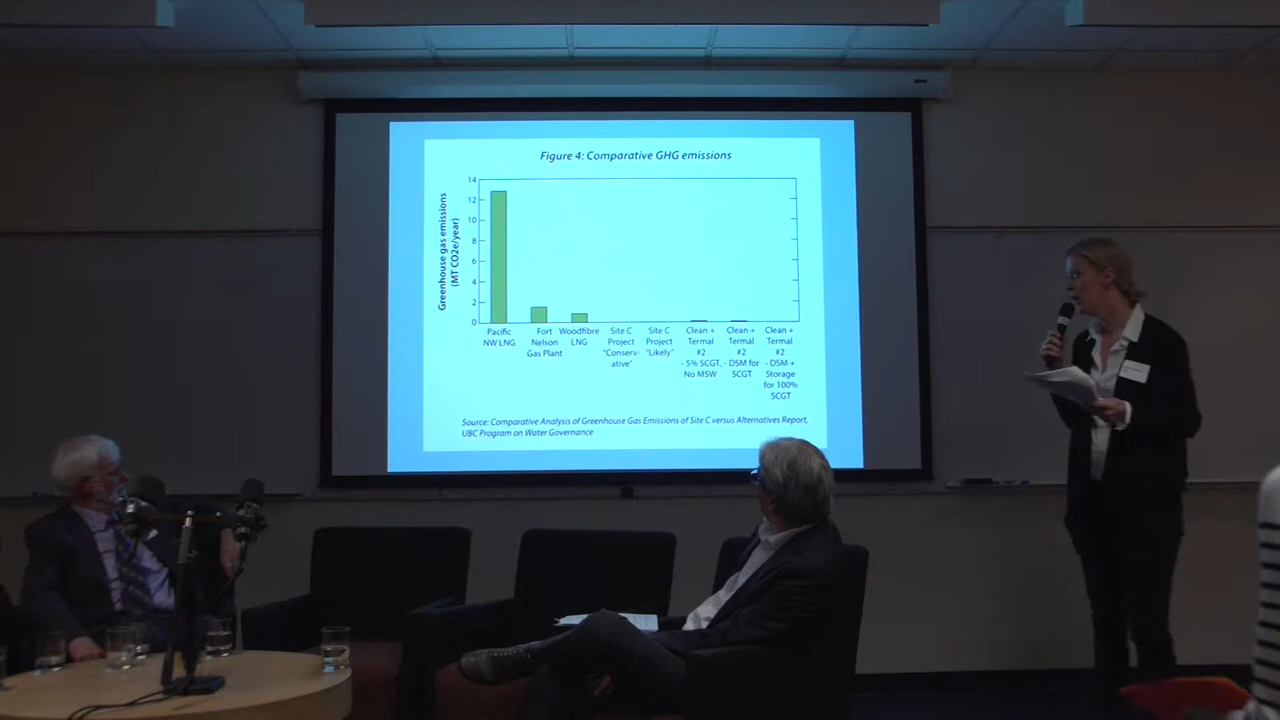 Figure 4: Comparative GHG emissions
Greenhouse gas emissions
(MT CO2e/year)
14
12
10
8
6
4
2
0
Pacific
NW LNG
Fort
Nelson
Gas Plant
Woodfibre
LNG
Site C
Project
"Conserv-
ative"
Site C
Project
"Likely"
Clean +
Termal
#2
- 5% SCGT,
No MSW
Clean +
Termal
#2
- DSM for
SCGT
Clean +
Termal
#2
- DSM +
Storage
for 100%
SCGT
Source: Comparative Analysis of Greenhouse Gas Emissions of Site C versus Alternatives Report,
UBC Program on Water Governance